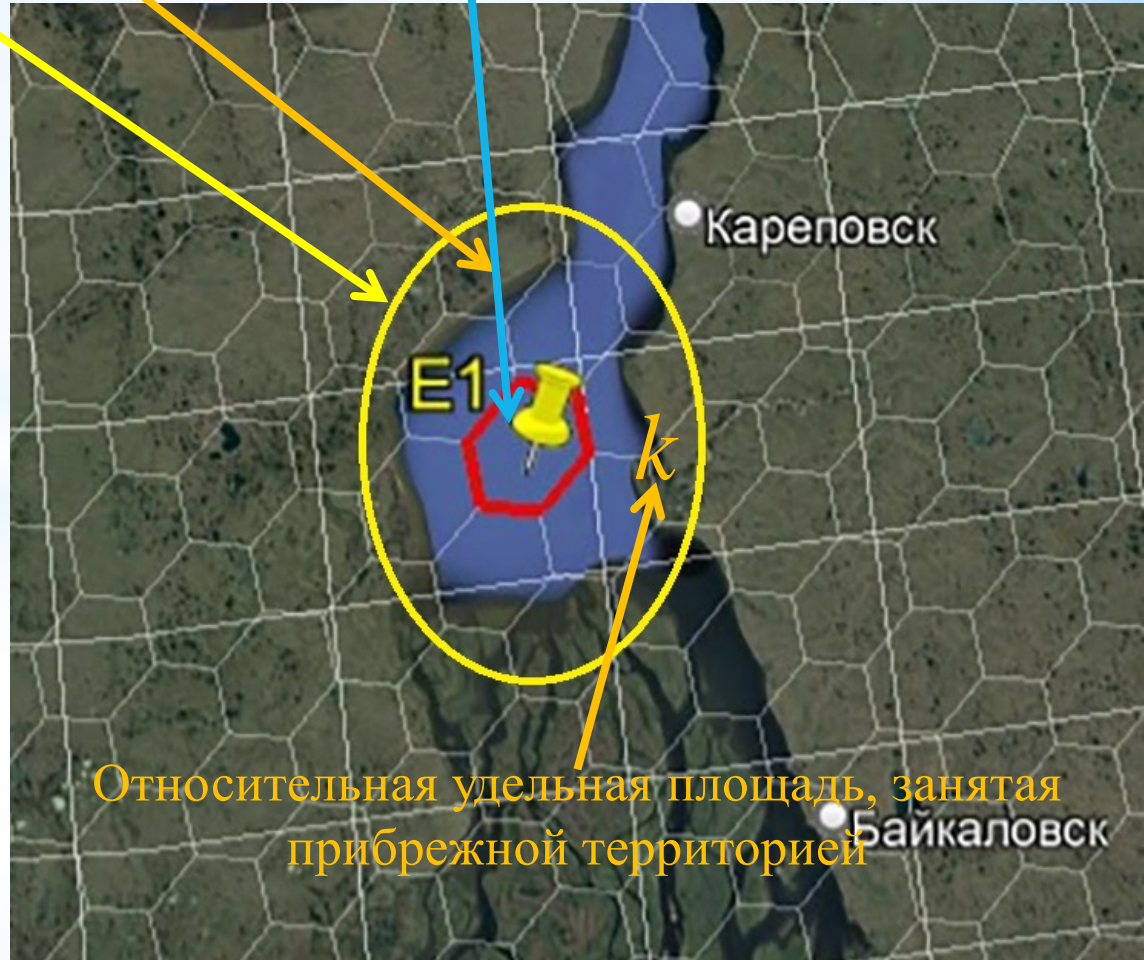 Кареповск
E1
k
Относительная удельная площадь, занятая
прибрежной территорией
Байкаловск